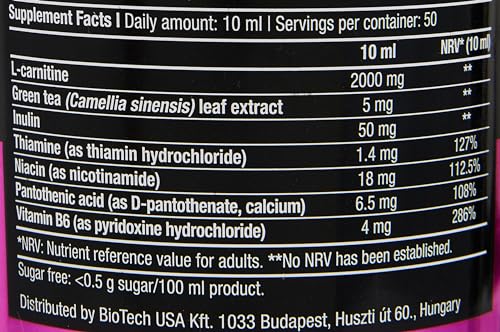 Supplement Facts I Daily amount: 10 ml | Servings per container: 50
10 ml NRV* (10 ml)
L-carnitine 2000 mg **
Green tea (Camellia sinensis) leaf extract 5 mg **
Inulin 50 mg **
Thiamine (as thiamin hydrochloride) 1.4 mg 127%
Niacin (as nicotinamide) 18 mg 112.5%
Pantothenic acid (as D-pantothenate, calcium) 6.5 mg 108%
Vitamin B6 (as pyridoxine hydrochloride) 4 mg 286%
*NRV: Nutrient reference value for adults. **No NRV has been established.
Sugar free: <0.5 g sugar/100 ml product.
Distributed by BioTech USA Kft. 1033 Budapest, Huszti út 60., Hungary